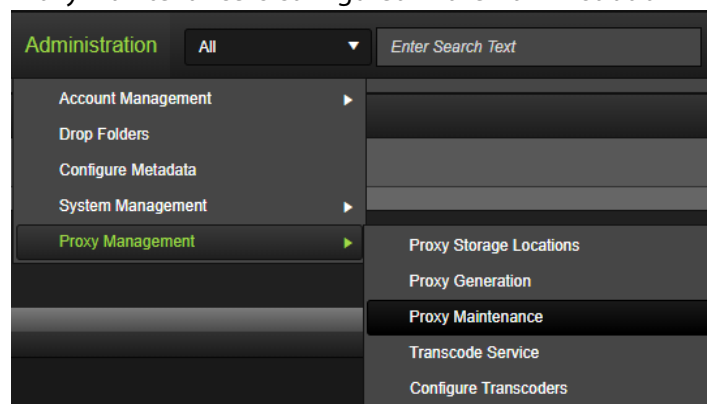 Administration All Enter Search Text
Account Management
Drop Folders
Configure Metadata
System Management
Proxy Management
Proxy Storage Locations
Proxy Generation
Proxy Maintenance
Transcode Service
Configure Transcoders